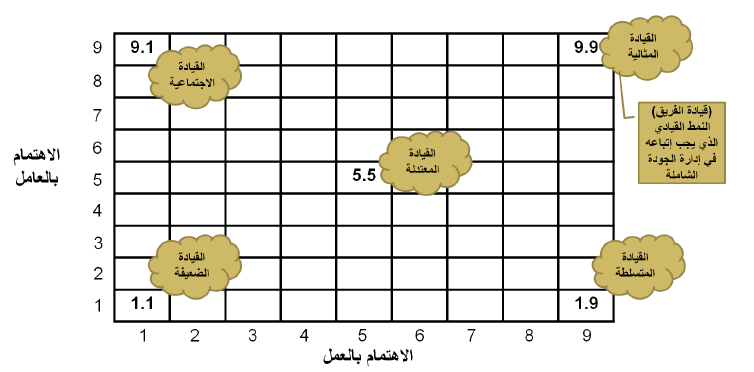 9
9.1
9.9
القيادة
المثالية
القيادة
الاجتماعية
8
7
(قيادة الفريق)
النمط القيادي
الذي يجب إتباعه
في إدارة الجودة
الشاملة
6
القيادة
المعتدلة
الاهتمام
بالعامل
5
5.5
4
3
القيادة
الضعيفة
القيادة
المتسلطة
2
1
1.1
1.9
1 2 3 4 5 6 7 8 9
الاهتمام بالعمل